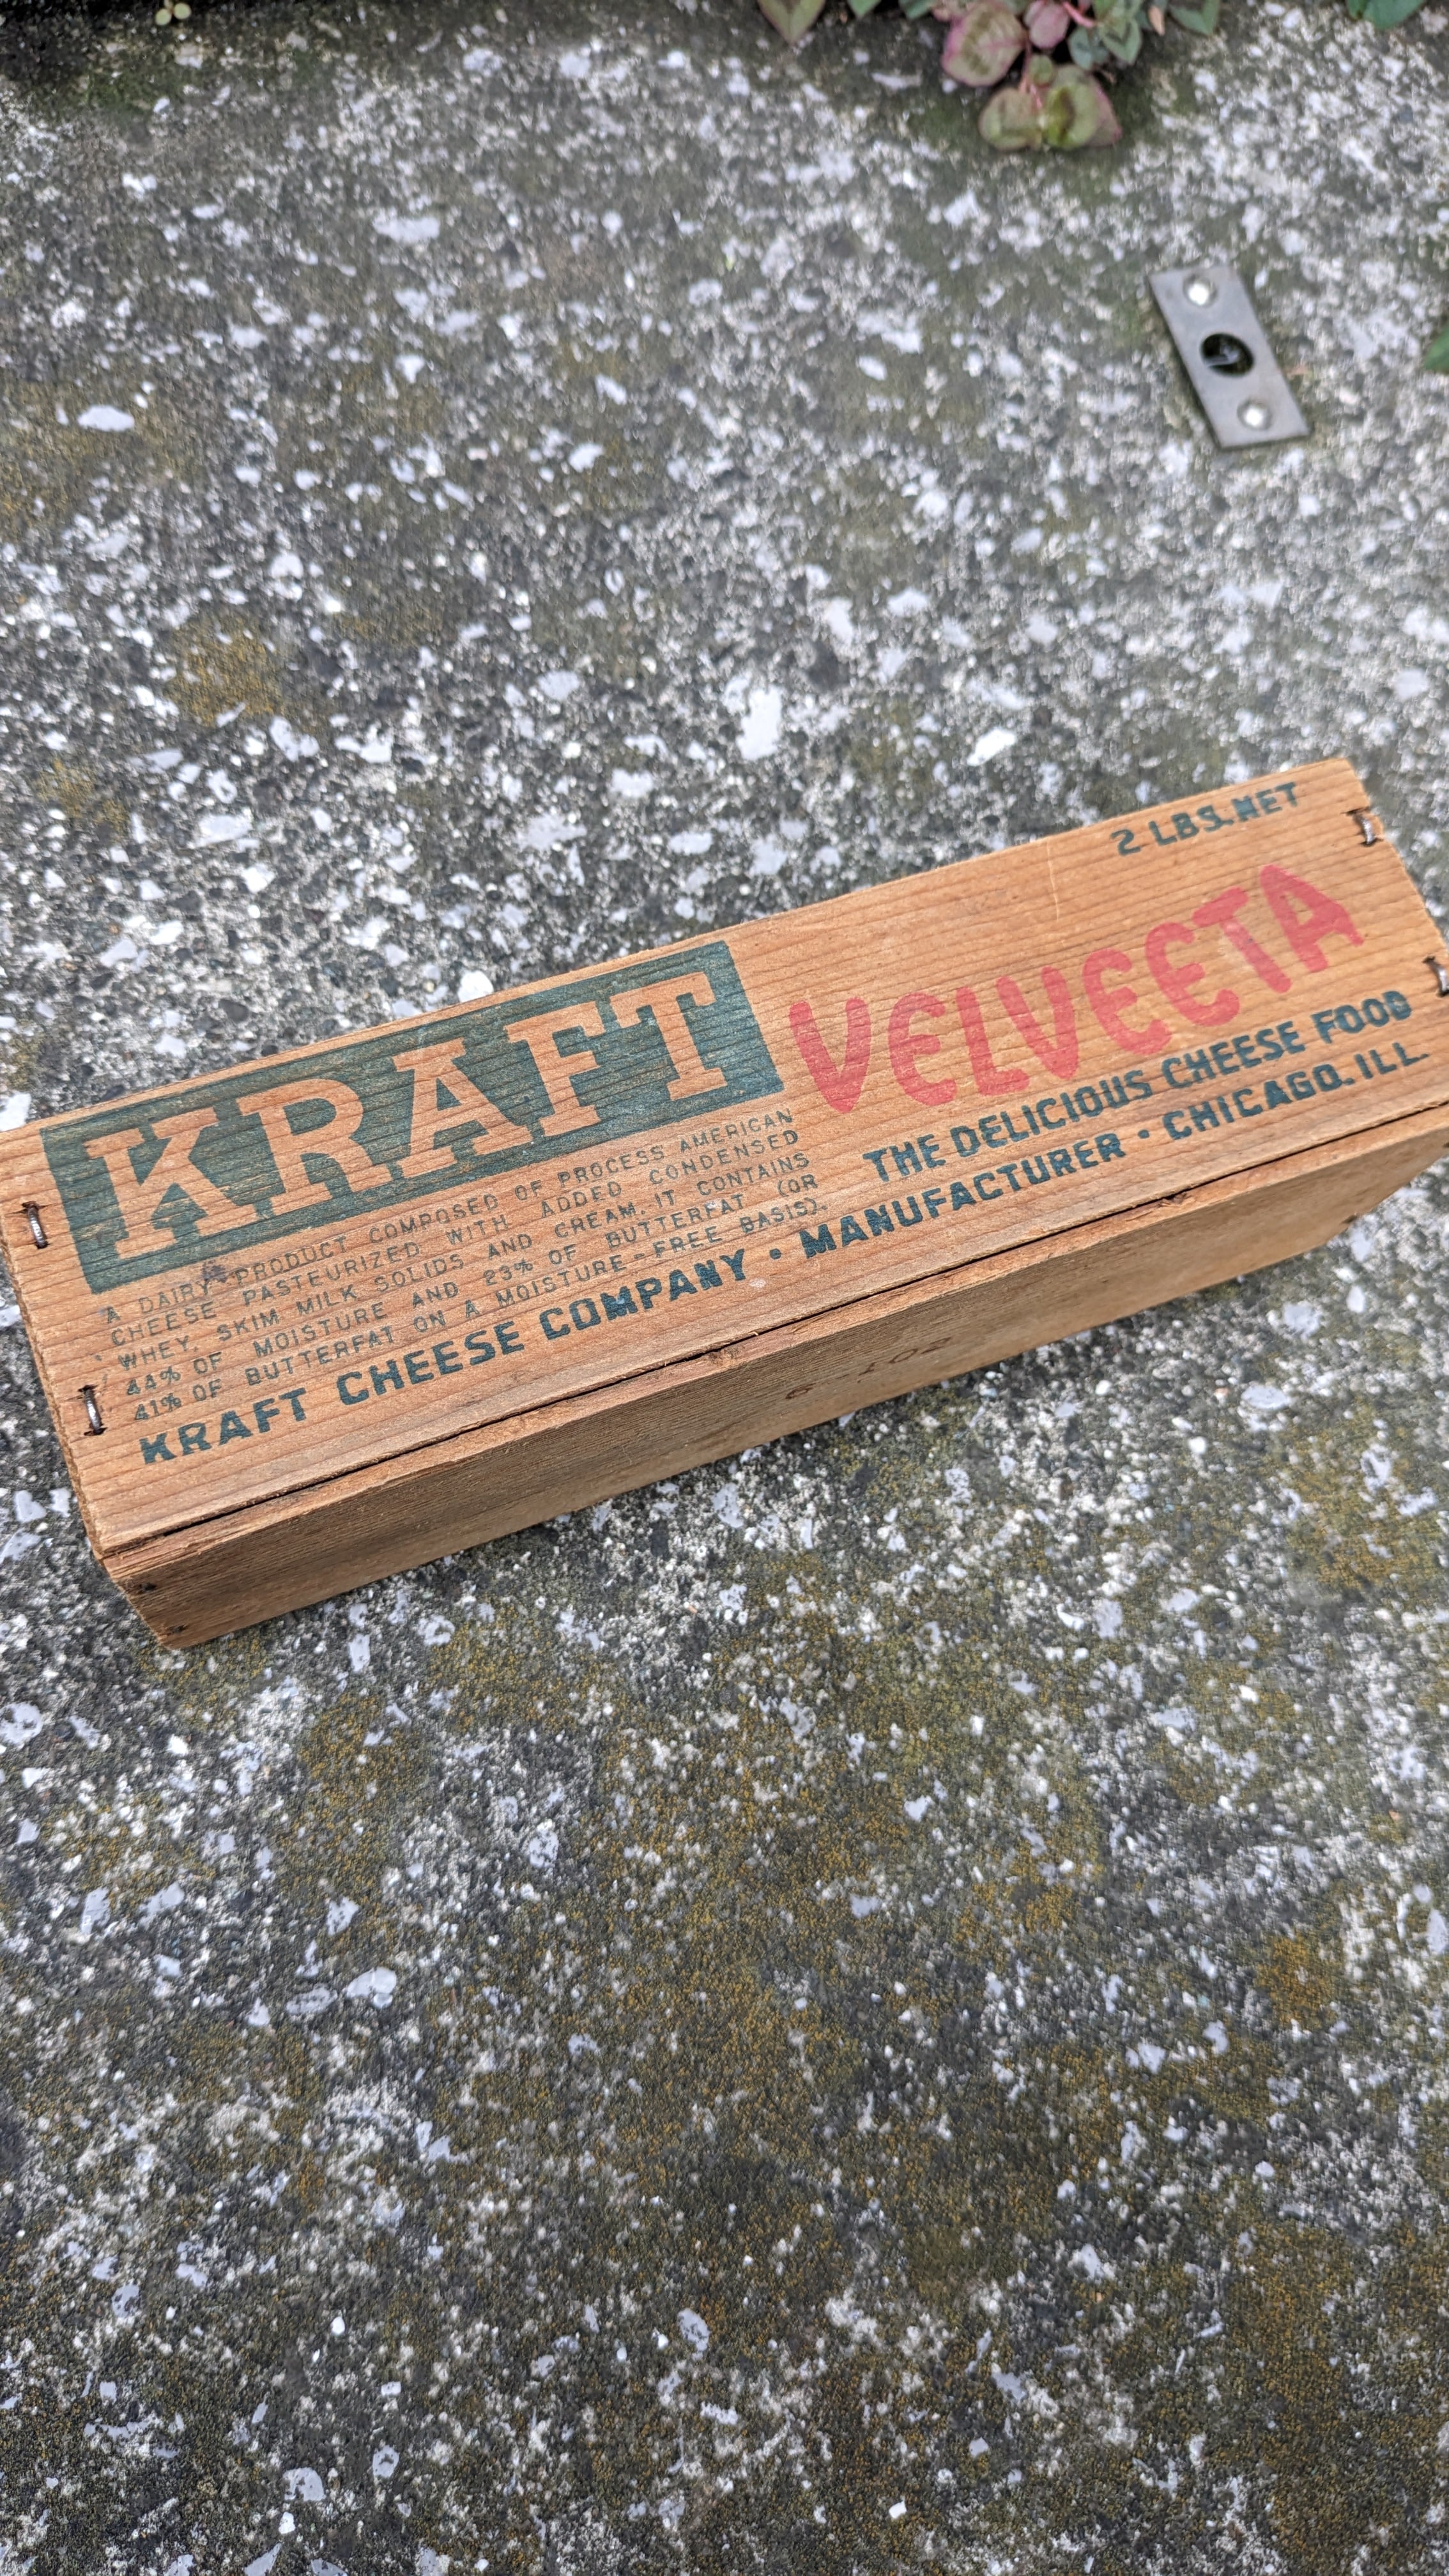 2 LBS. NET
KRAFT
VELVEETA
A DAIRY PRODUCT COMPOSED OF PROCESS AMERICAN
CHEESE PASTEURIZED WITH ADDED CONDENSED
WHEY, SKIM MILK SOLIDS AND CREAM. IT CONTAINS
44% OF MOISTURE AND 23% OF BUTTERFAT (OR
41% OF BUTTERFAT ON A MOISTURE-FREE BASIS).
THE DELICIOUS CHEESE FOOD
KRAFT CHEESE COMPANY • MANUFACTURER • CHICAGO, ILL.